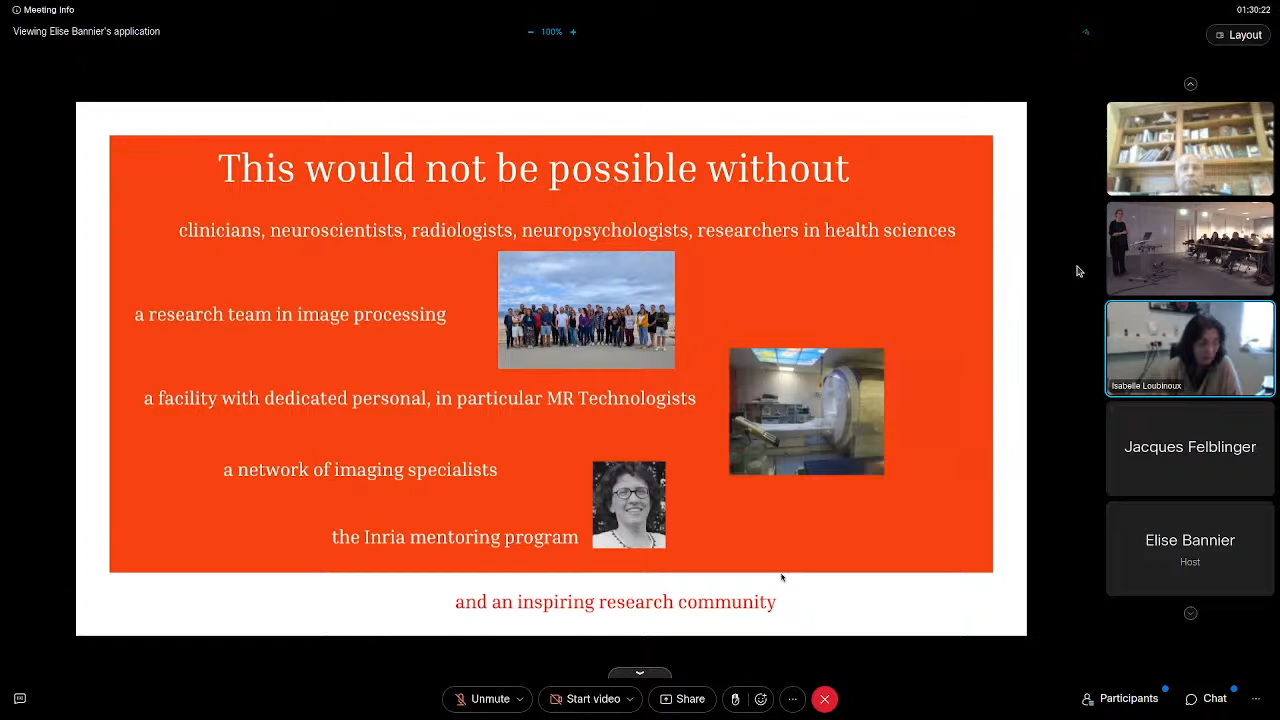 Meeting Info
01:30:22
Viewing Elise Bannier's application
100%
Layout
This would not be possible without
clinicians, neuroscientists, radiologists, neuropsychologists, researchers in health sciences
a research team in image processing
a facility with dedicated personal, in particular MR Technologists
a network of imaging specialists
the Inria mentoring program
and an inspiring research community
Isabelle Loubinoux
Jacques Felblinger
Elise Bannier
Host
Unmute
Start video
Share
Participants
Chat